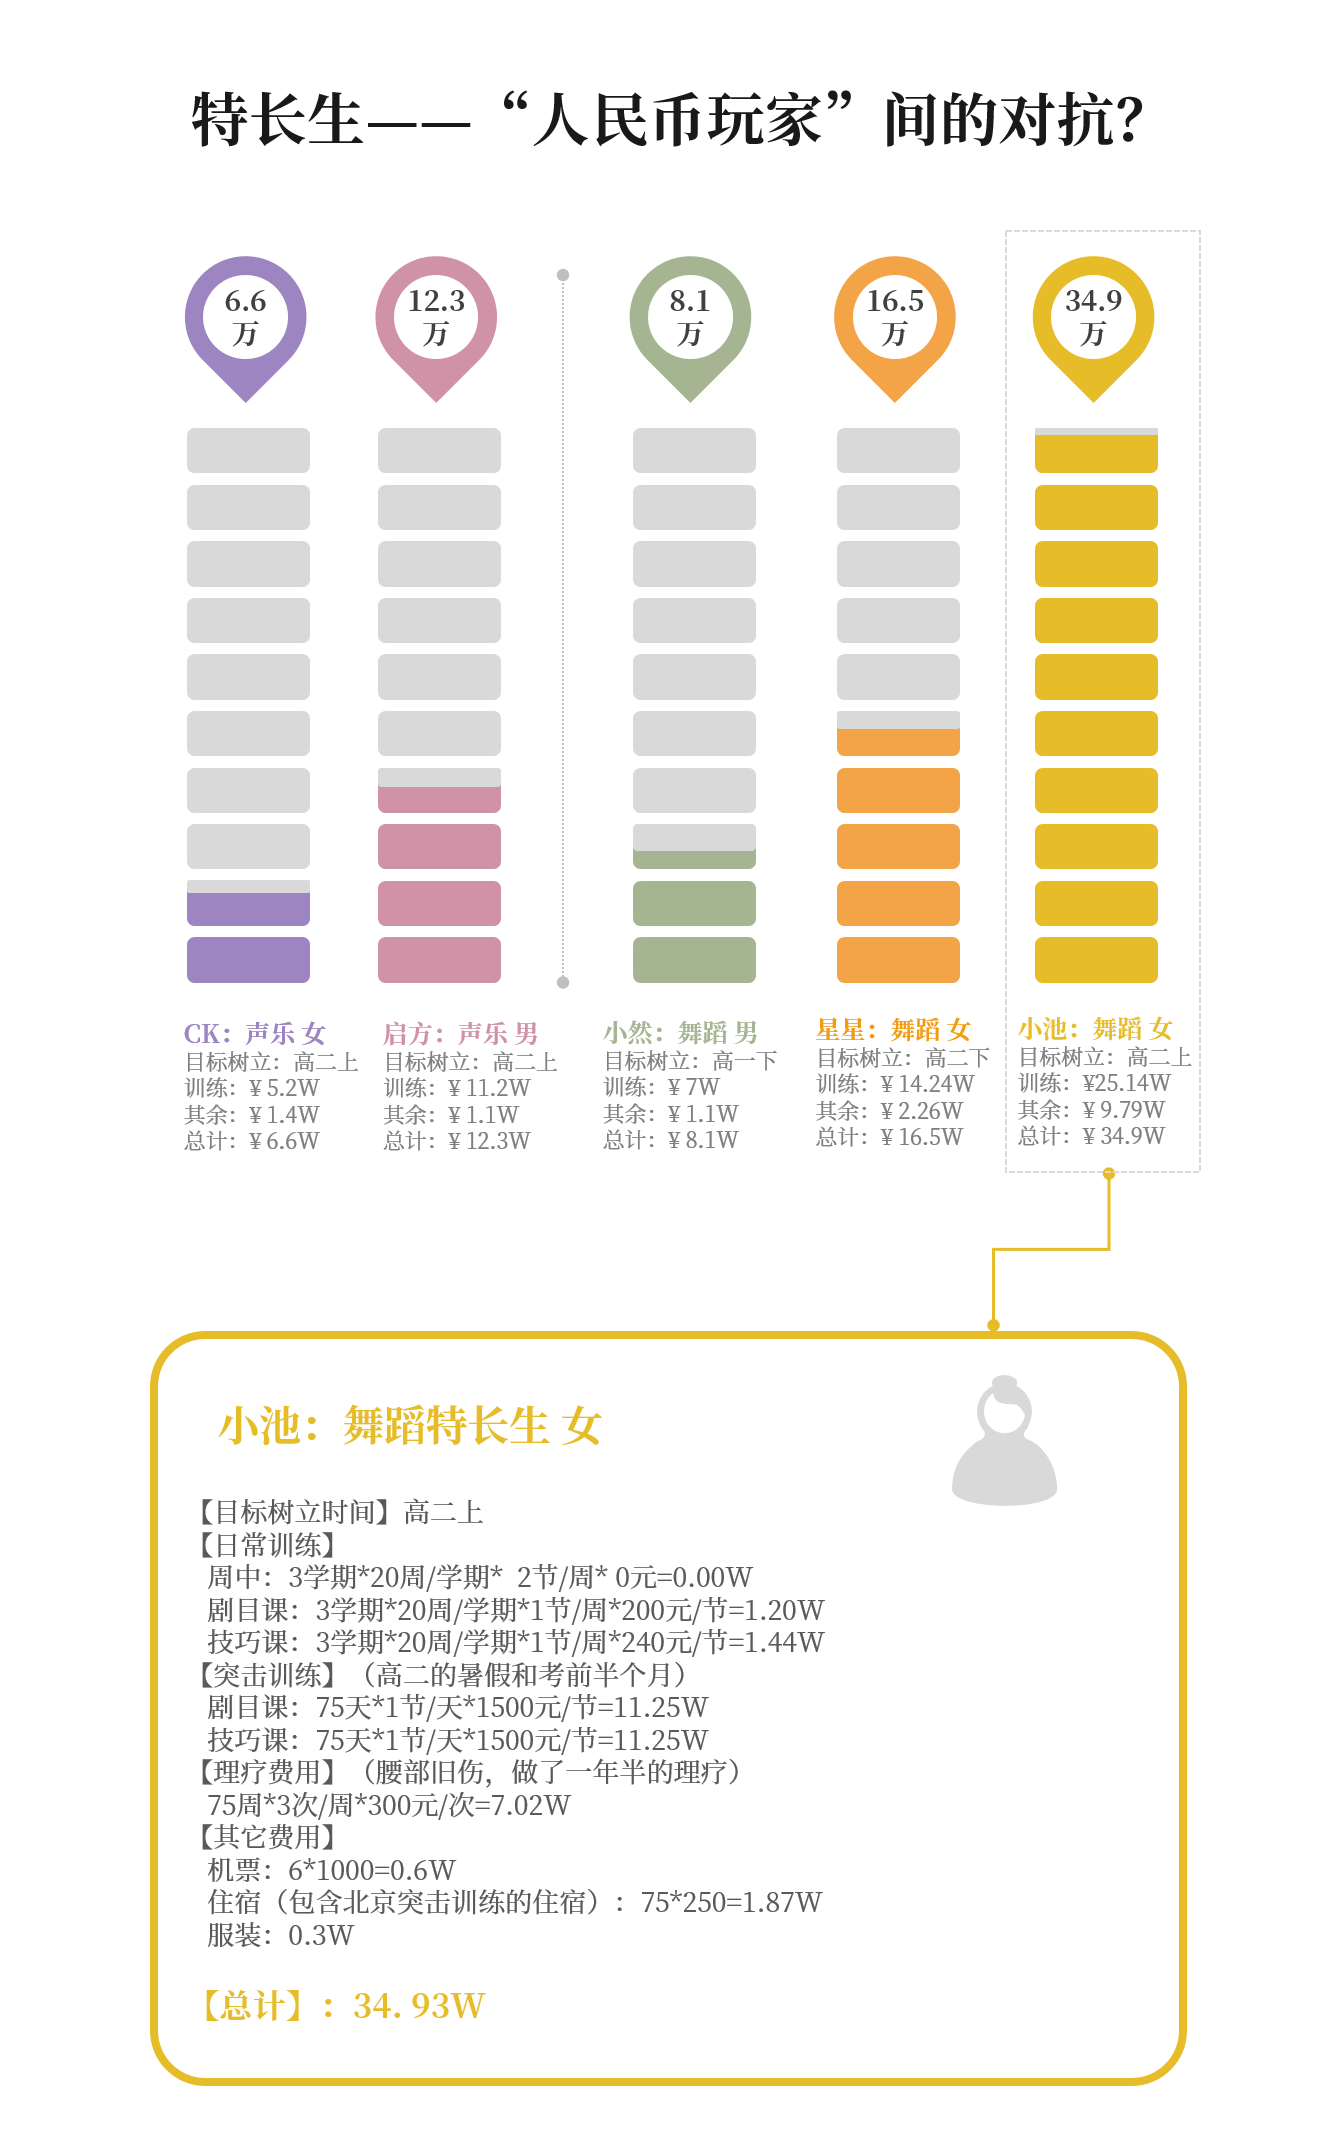 特长生——“人民币玩家”间的对抗？
6.6
万
12.3
万
8.1
万
16.5
万
34.9
万
CK：声乐 女
目标树立：高二上
训练：¥ 5.2W
其余：¥ 1.4W
总计：¥ 6.6W
启方：声乐 男
目标树立：高二上
训练：¥ 11.2W
其余：¥ 1.1W
总计：¥ 12.3W
小然：舞蹈 男
目标树立：高一下
训练：¥ 7W
其余：¥ 1.1W
总计：¥ 8.1W
星星：舞蹈 女
目标树立：高二下
训练：¥ 14.24W
其余：¥ 2.26W
总计：¥ 16.5W
小池：舞蹈 女
目标树立：高二上
训练：¥25.14W
其余：¥ 9.79W
总计：¥ 34.9W
小池：舞蹈特长生 女
【目标树立时间】高二上
【日常训练】
周中：3学期*20周/学期* 2节/周* 0元=0.00W
剧目课：3学期*20周/学期*1节/周*200元/节=1.20W
技巧课：3学期*20周/学期*1节/周*240元/节=1.44W
【突击训练】（高二的暑假和考前半个月）
剧目课：75天*1节/天*1500元/节=11.25W
技巧课：75天*1节/天*1500元/节=11.25W
【理疗费用】（腰部旧伤，做了一年半的理疗）
75周*3次/周*300元/次=7.02W
【其它费用】
机票：6*1000=0.6W
住宿（包含北京突击训练的住宿）：75*250=1.87W
服装：0.3W
【总计】：34. 93W